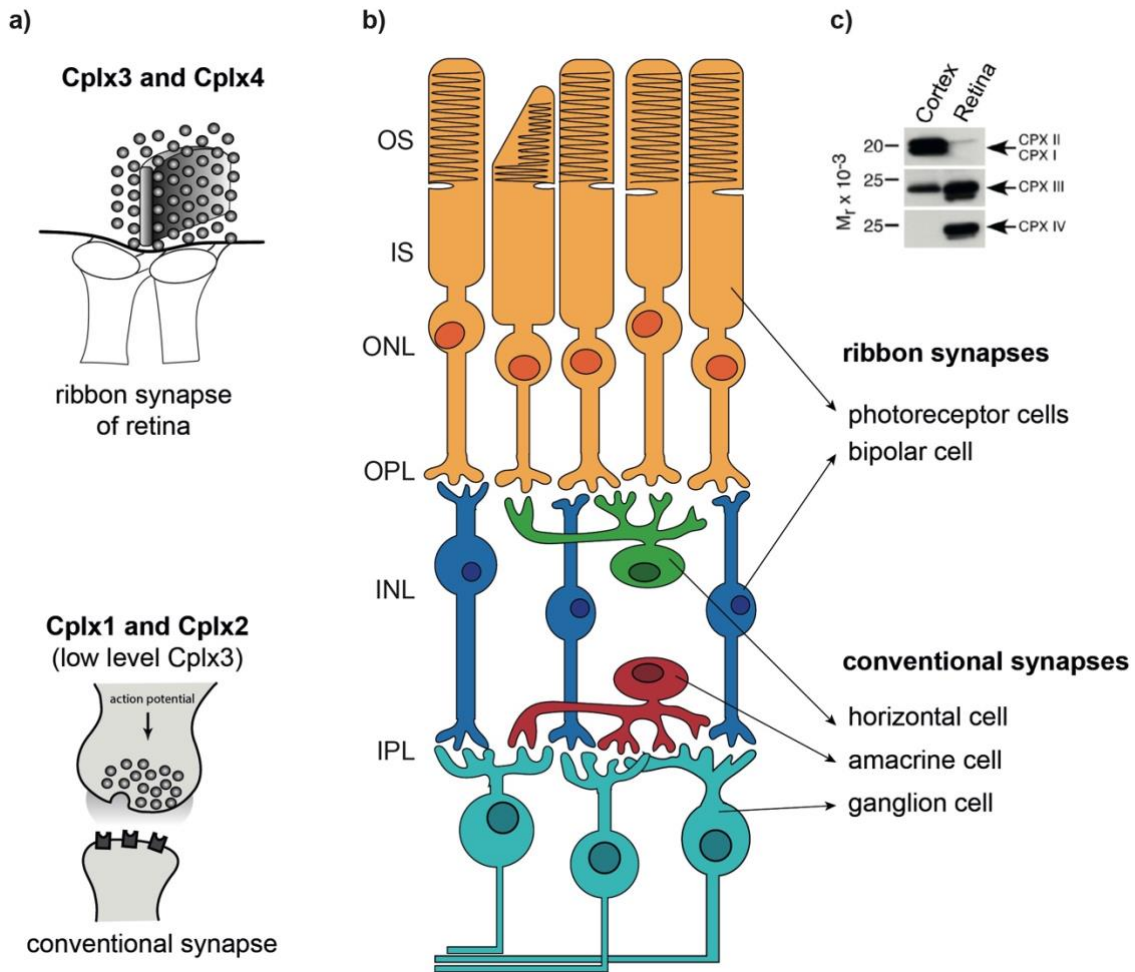 a)
Cplx3 and Cplx4
ribbon synapse
of retina
Cplx1 and Cplx2
(low level Cplx3)
action potential
conventional synapse
b)
OS
IS
ONL
OPL
INL
IPL
c)
Cortex
Retina
Mr x 10-3
20
CPX II
CPX I
25
CPX III
25
CPX IV
ribbon synapses
photoreceptor cells
bipolar cell
conventional synapses
horizontal cell
amacrine cell
ganglion cell